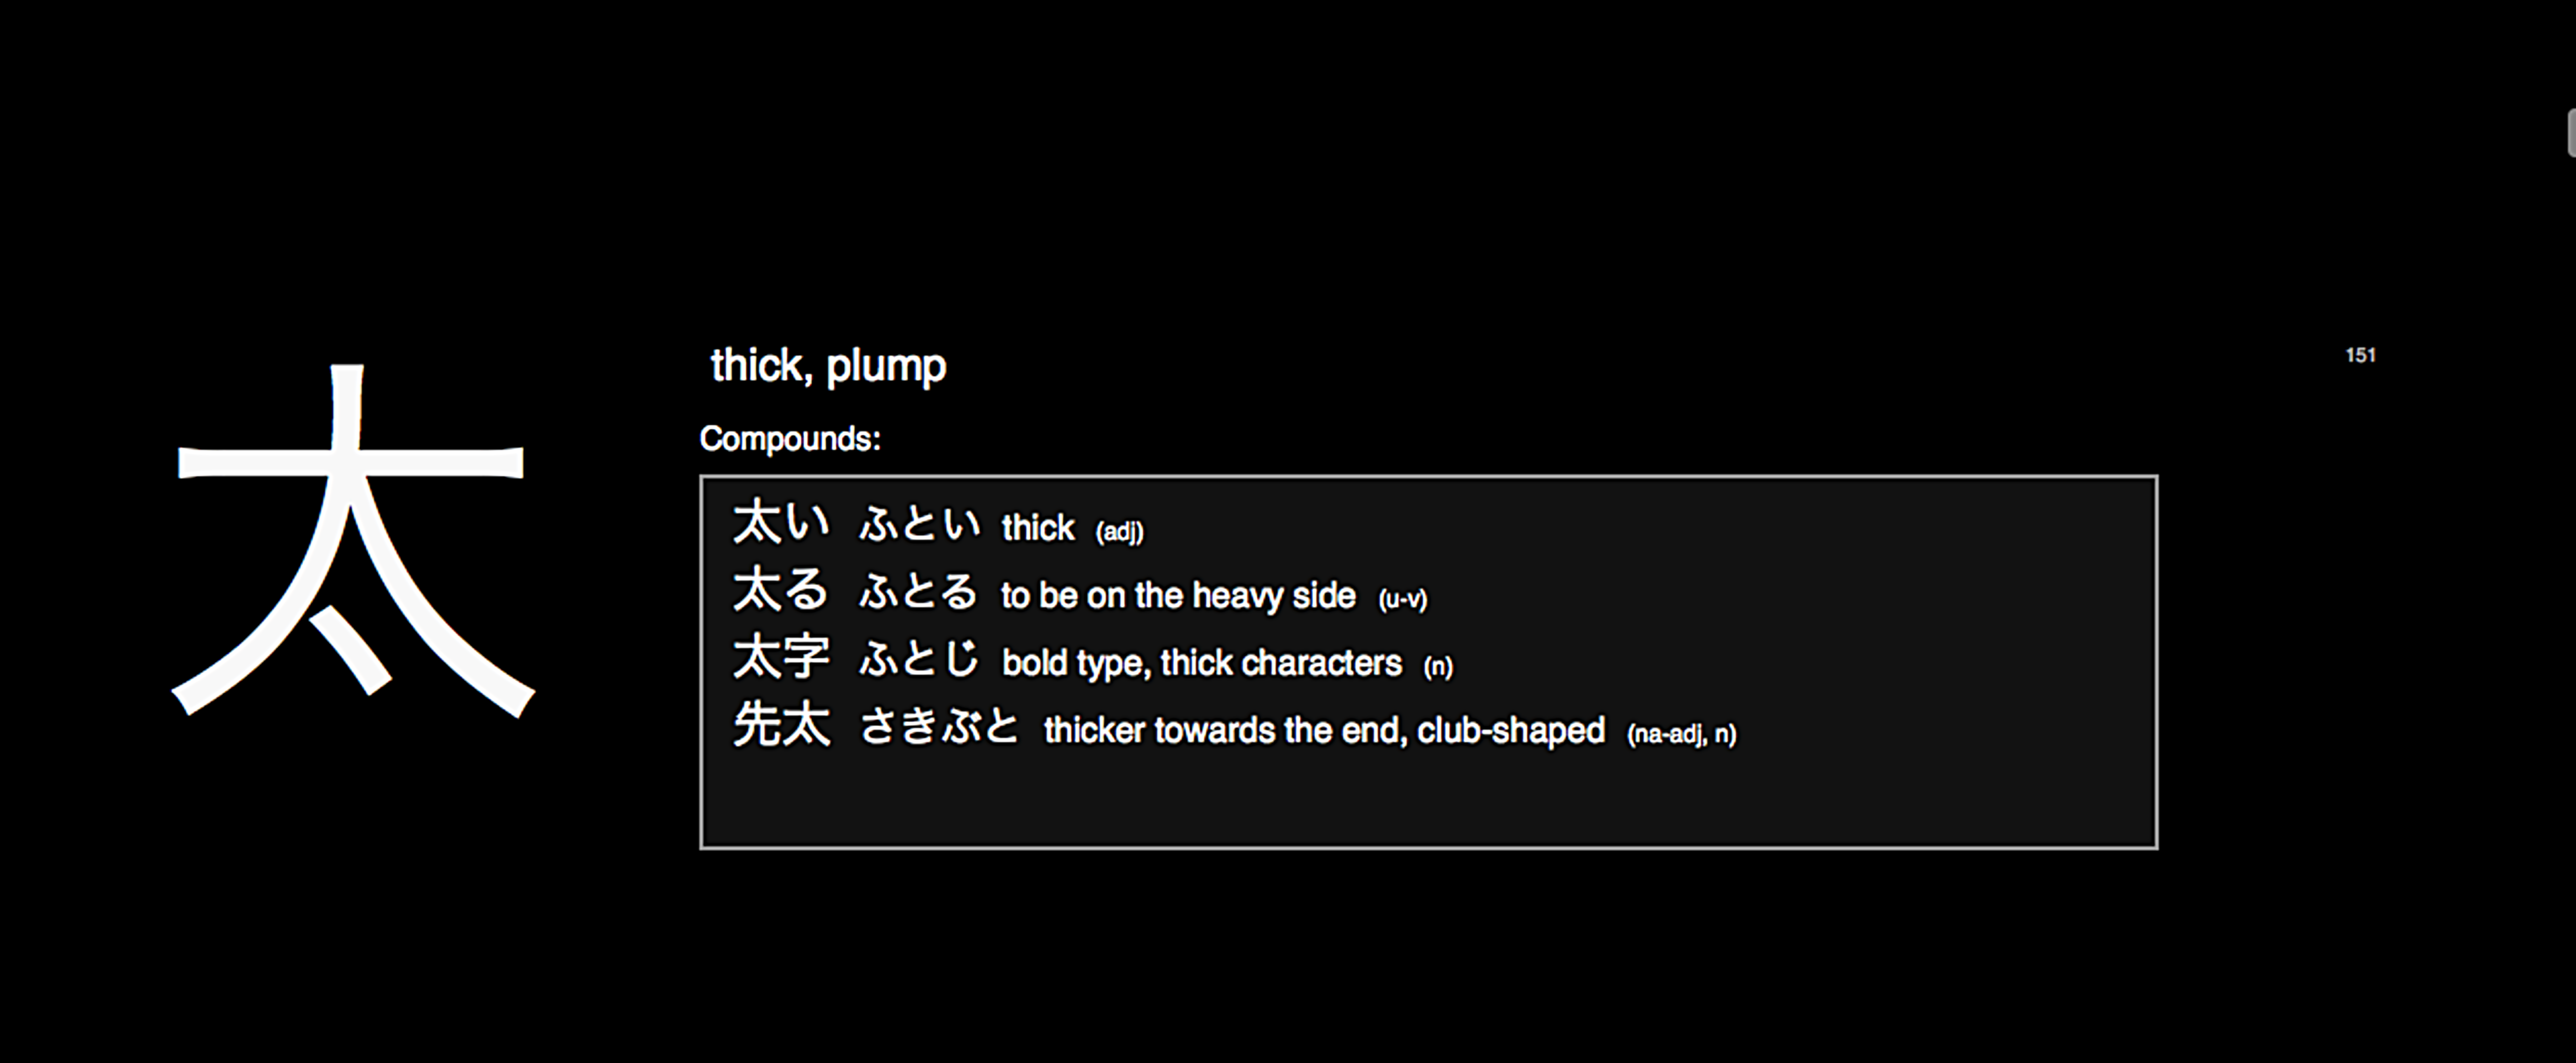 太
thick, plump
151
Compounds:
太い ふとい thick (adj)
太る ふとる to be on the heavy side (u-v)
太字 ふとじ bold type, thick characters (n)
先太 さきぶと thicker towards the end, club-shaped (na-adj, n)